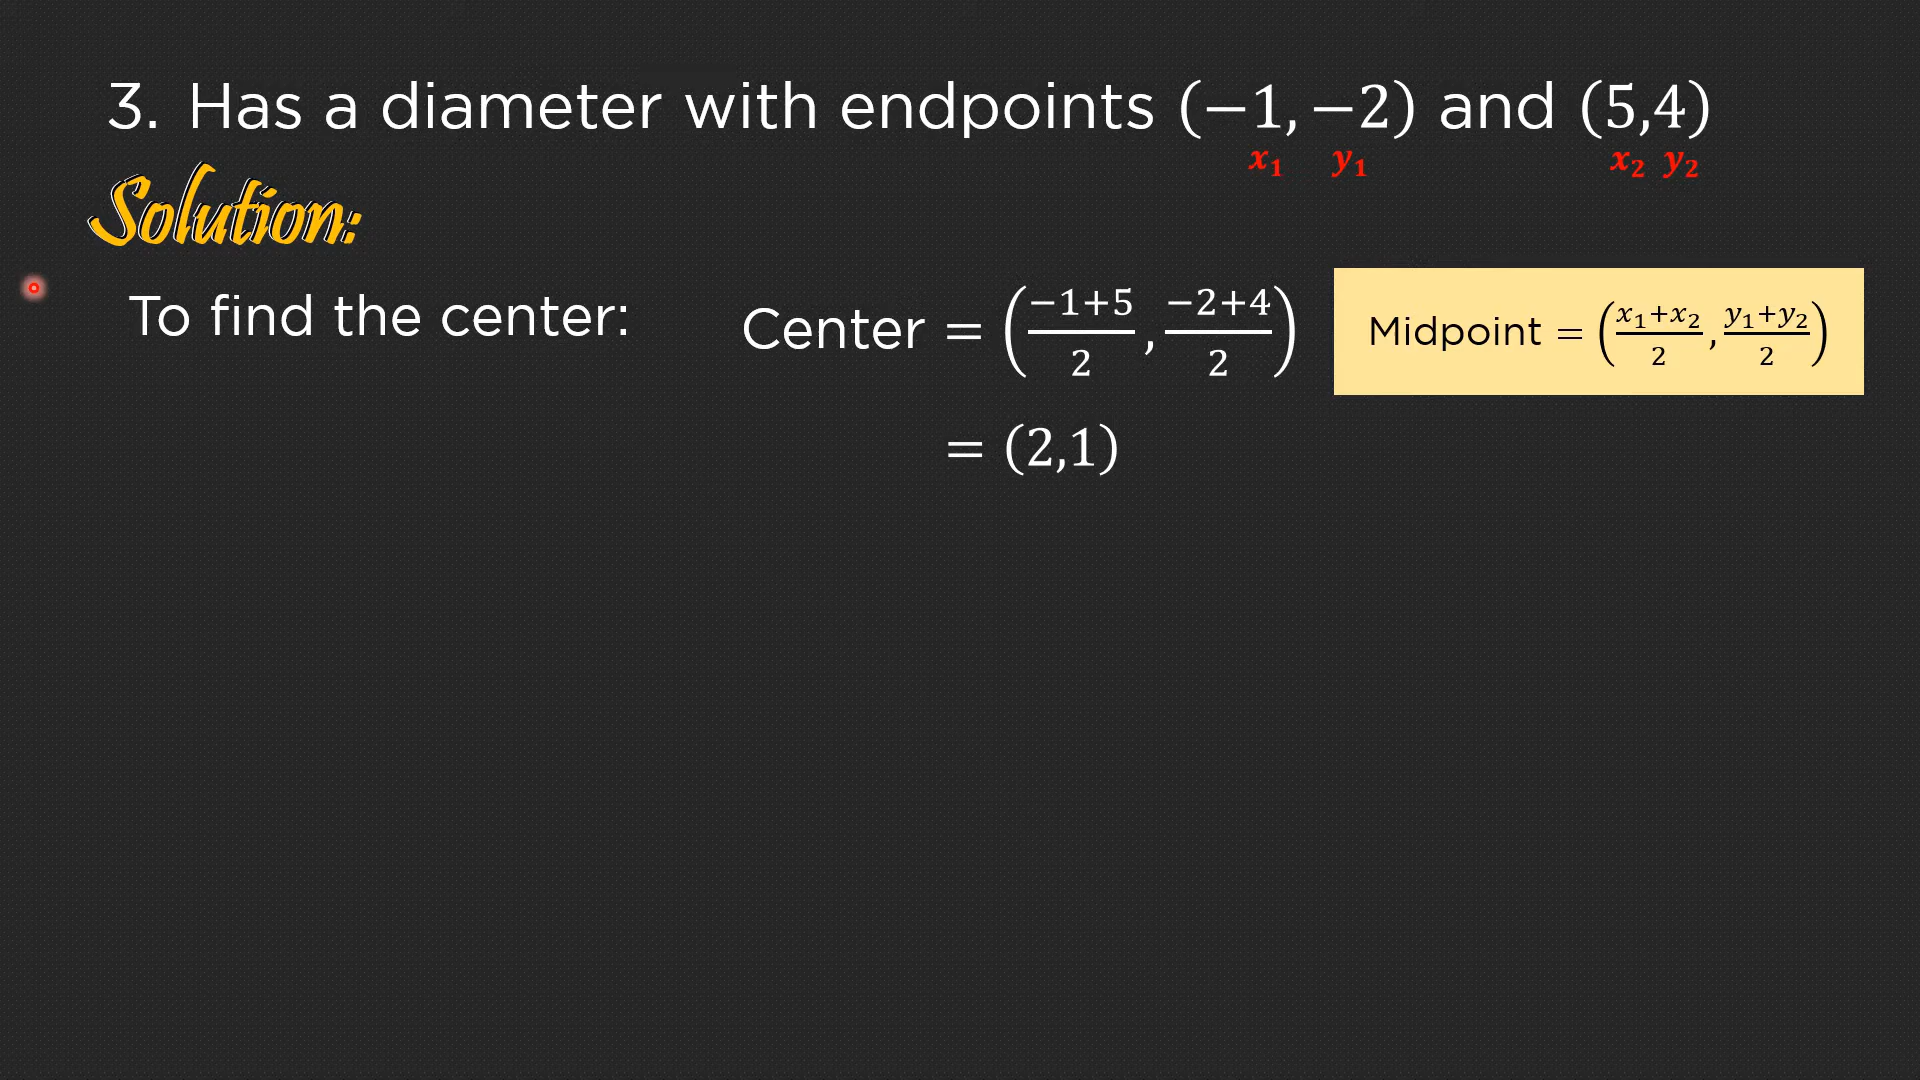 3. Has a diameter with endpoints (−1, −2) and (5,4)
x₁ y₁ x₂ y₂
Solution:
To find the center: Center = (−1+5/2, −2+4/2) Midpoint = (x₁+x₂/2, y₁+y₂/2)
= (2,1)